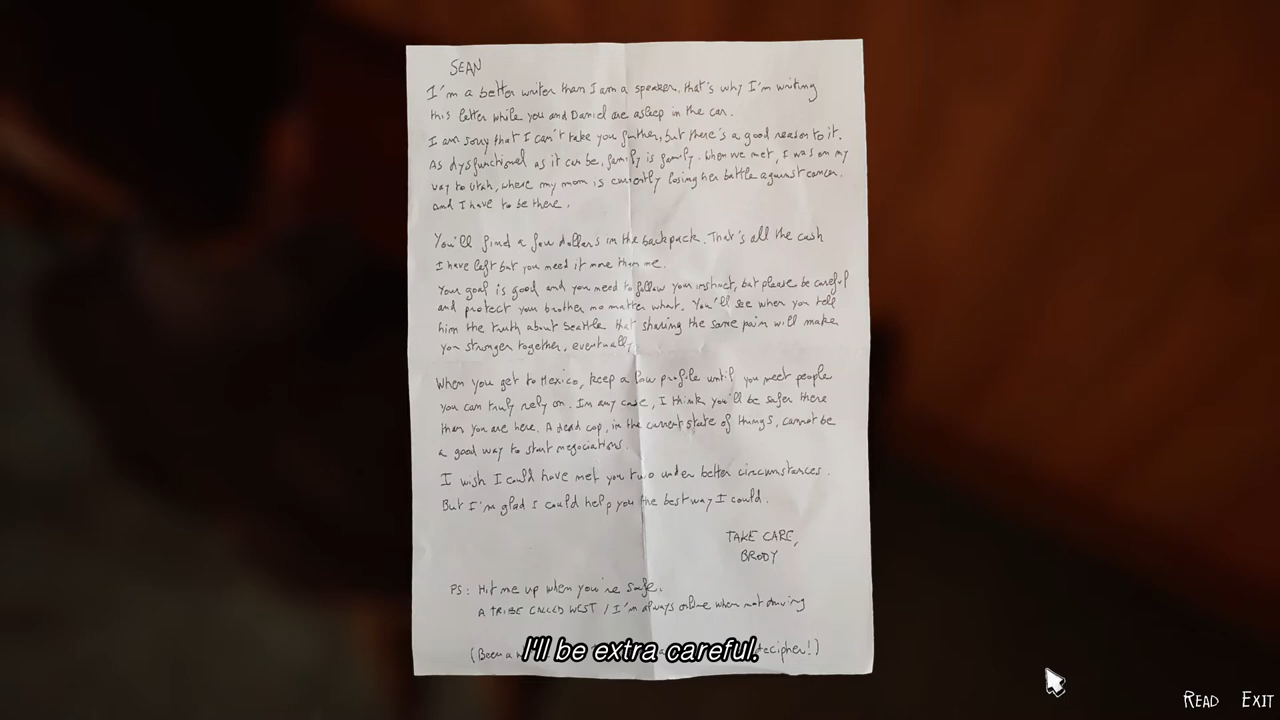 SEAN
I'm a better writer than I am a speaker, that's why I'm writing
this letter while you and Daniel are asleep in the car.
I am sorry that I can't take you further, but there's a good reason to it.
As dysfunctional as it can be, family is family. When we met, I was on my
way to Utah, where my mom is currently losing her battle against cancer.
and I have to be there.
You'll find a few dollars in the backpack. That's all the cash
I have left but you need it more than me.
Your goal is good and you need to follow your instinct, but please be careful
and protect your brother no matter what. You'll see when you tell
him the truth about Seattle that sharing the same pain will make
you stronger together, eventually.
When you get to Mexico, keep a low profile until you meet people
you can truly rely on. In any case, I think you'll be safer there
than you are here. A dead cop, in the current state of things, cannot be
a good way to start negociations.
I wish I could have met you two under better circumstances.
But I'm glad I could help you the best way I could.
TAKE CARE,
BRODY
PS: Hit me up when you're safe.
A TRIBE CALLED WEST / I'm always online when not driving
(Been a decipher!)
I'll be extra careful.
READ EXIT